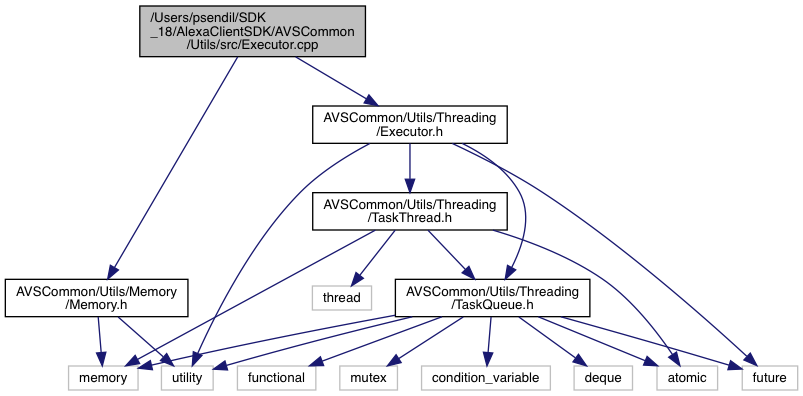 /Users/psendil/SDK
_18/AlexaClientSDK/AVSCommon
/Utils/src/Executor.cpp
AVSCommon/Utils/Threading
/Executor.h
AVSCommon/Utils/Threading
/TaskThread.h
AVSCommon/Utils/Memory
/Memory.h
thread
AVSCommon/Utils/Threading
/TaskQueue.h
memory
utility
functional
mutex
condition_variable
deque
atomic
future